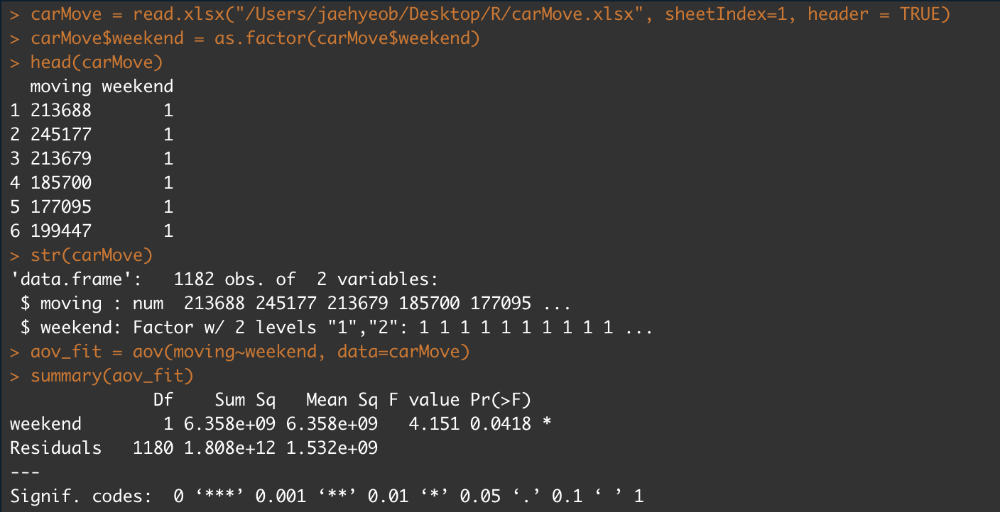 > carMove = read.xlsx("/Users/jaehyeob/Desktop/R/carMove.xlsx", sheetIndex=1, header = TRUE)
> carMove$weekend = as.factor(carMove$weekend)
> head(carMove)
  moving weekend
1 213688       1
2 245177       1
3 213679       1
4 185700       1
5 177095       1
6 199447       1
> str(carMove)
'data.frame':   1182 obs. of  2 variables:
 $ moving : num  213688 245177 213679 185700 177095 ...
 $ weekend: Factor w/ 2 levels "1","2": 1 1 1 1 1 1 1 1 1 1 ...
> aov_fit = aov(moving~weekend, data=carMove)
> summary(aov_fit)
              Df    Sum Sq   Mean Sq F value Pr(>F)
weekend        1 6.358e+09 6.358e+09   4.151 0.0418 *
Residuals   1180 1.808e+12 1.532e+09
---
Signif. codes:  0 ‘***’ 0.001 ‘**’ 0.01 ‘*’ 0.05 ‘.’ 0.1 ‘ ’ 1